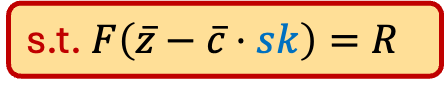 s.t. F(z̄ − c̄ · sk) = R